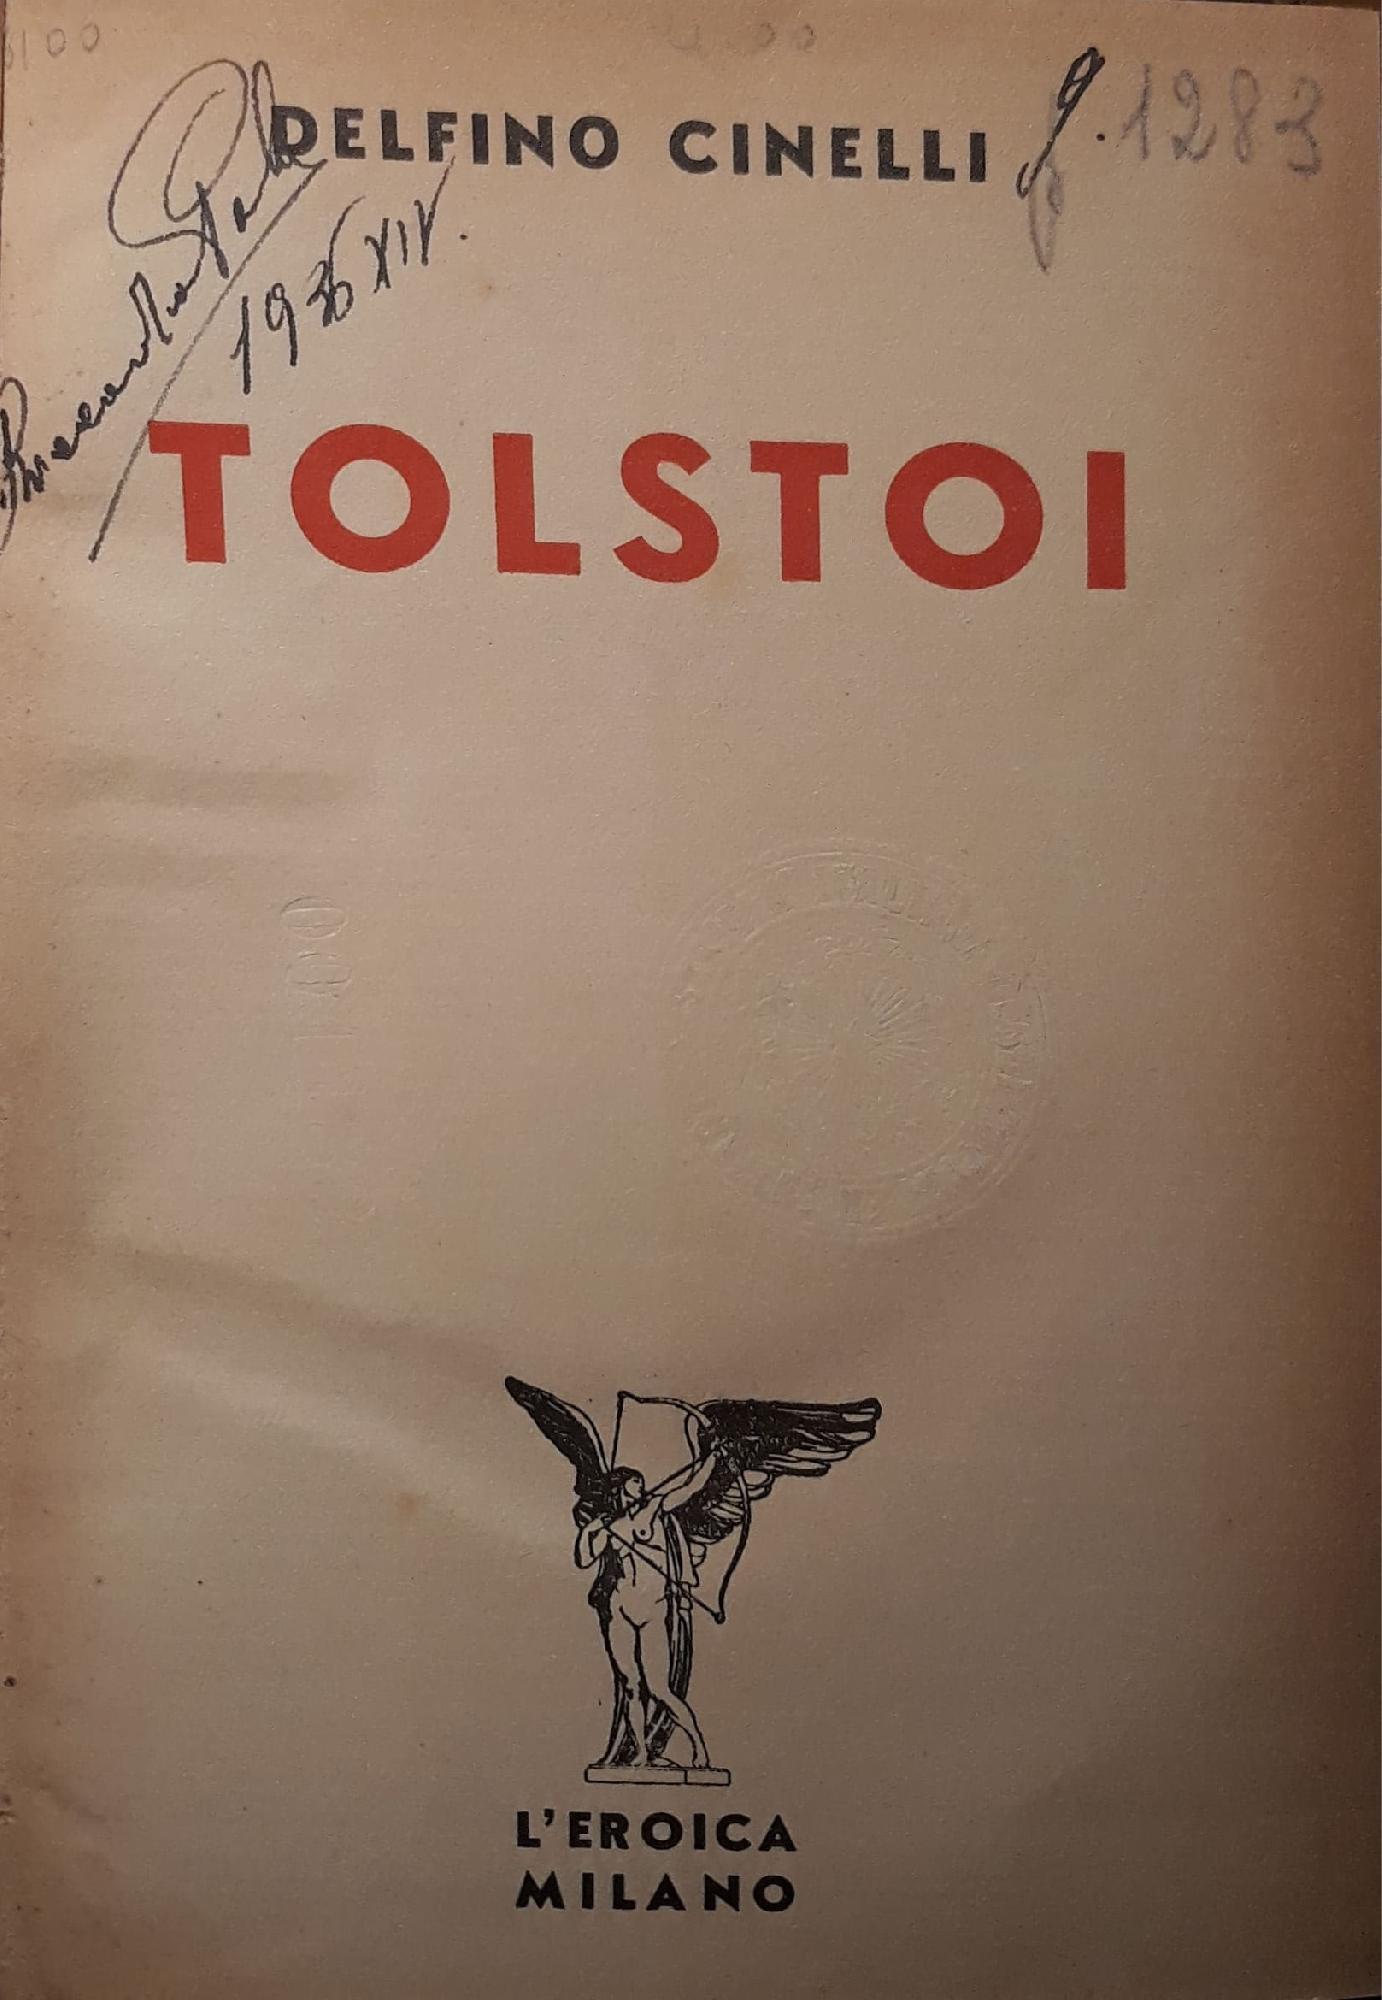 DELFINO CINELLI
1283
1936 XIV.
TOLSTOI
L'EROICA
MILANO